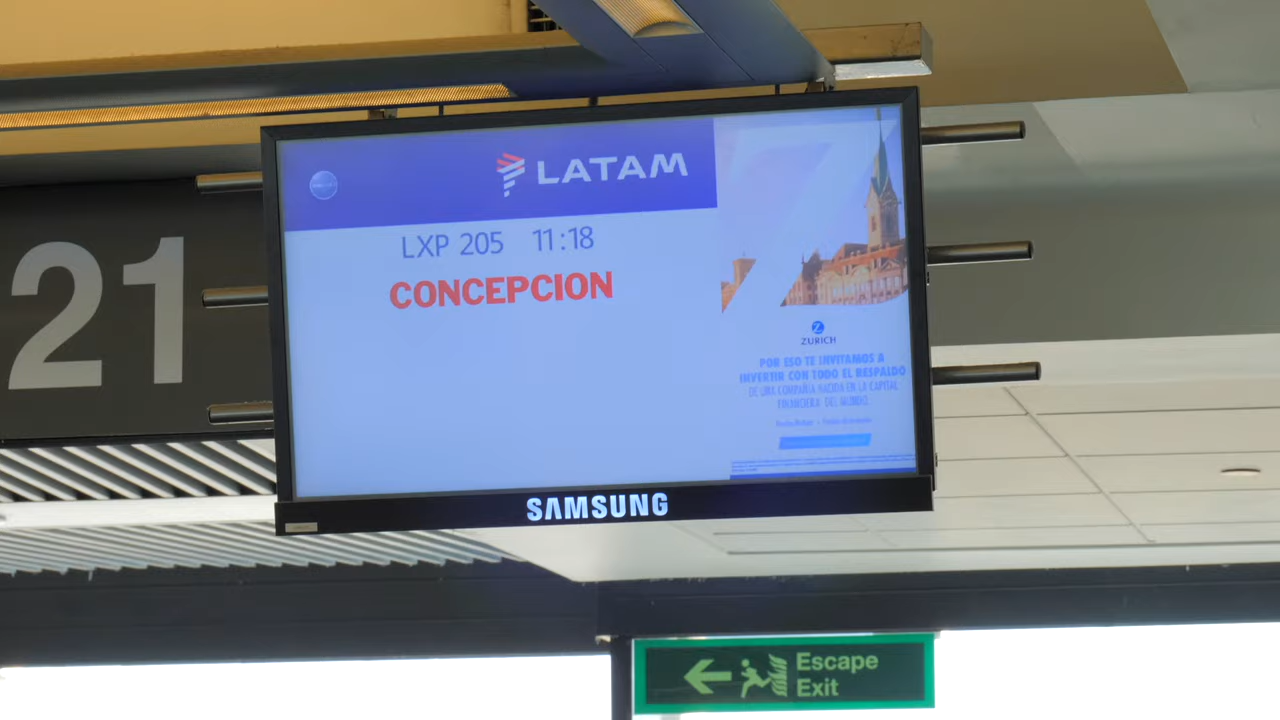 21
LATAM
LXP 205 11:18
CONCEPCION
ZURICH
POR ESO TE INVITAMOS A
INVERTIR CON TODO EL RESPALDO
DE UNA COMPAÑÍA NACIDA EN LA CAPITAL
FINANCIERA DEL MUNDO.
SAMSUNG
Escape
Exit